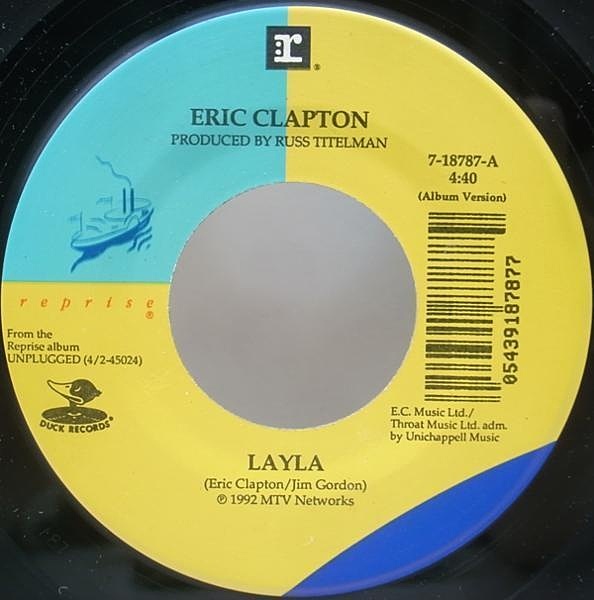 r®
ERIC CLAPTON
PRODUCED BY RUSS TITELMAN
7-18787-A
4:40
(Album Version)
reprise
®
From the
Reprise album
UNPLUGGED (4/2-45024)
DUCK RECORDS®
05439187877
E.C. Music Ltd./
Throat Music Ltd. adm.
by Unichappell Music
LAYLA
(Eric Clapton/Jim Gordon)
℗ 1992 MTV Networks